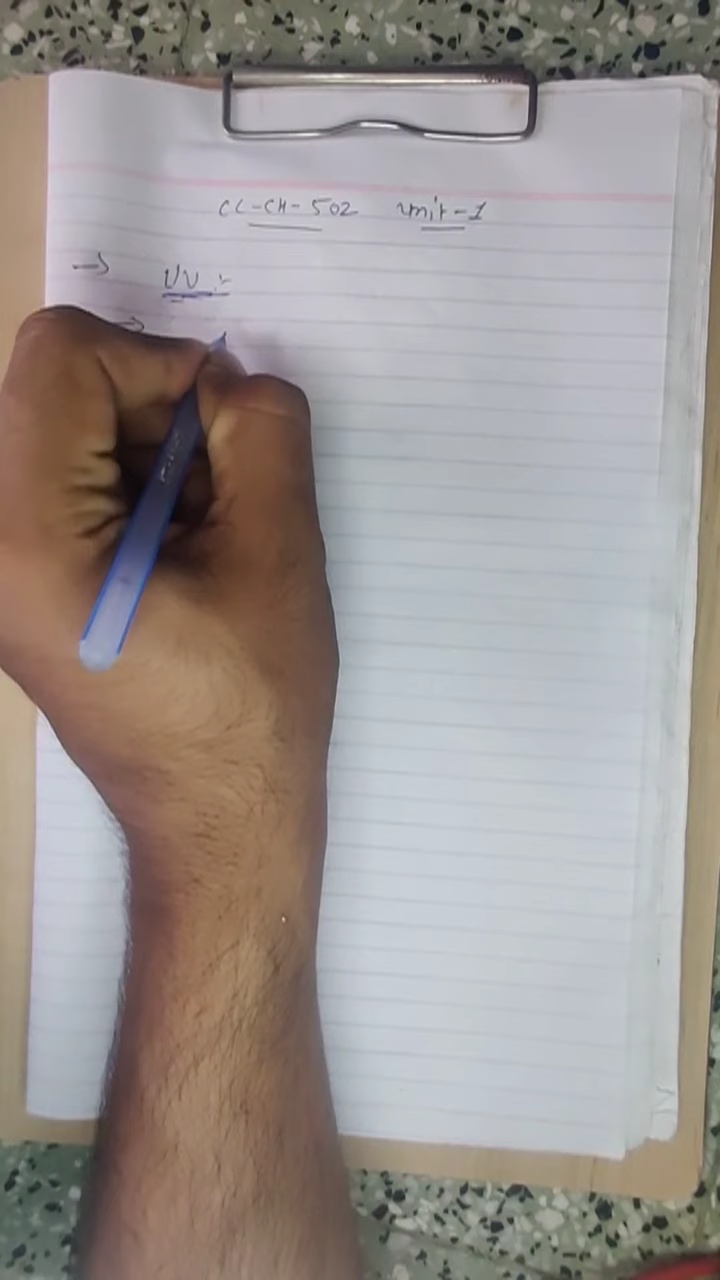 CC-CH-502 Unit-1
→ UV :-
→